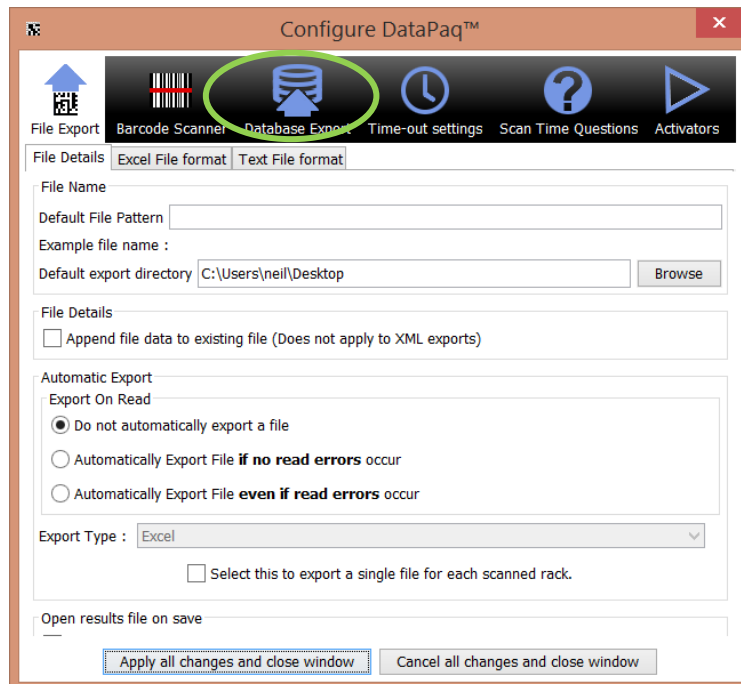 Configure DataPaq™
File Export Barcode Scanner Database Export Time-out settings Scan Time Questions Activators
File Details Excel File format Text File format
File Name
Default File Pattern
Example file name :
Default export directory C:\Users\neil\Desktop Browse
File Details
Append file data to existing file (Does not apply to XML exports)
Automatic Export
Export On Read
Do not automatically export a file
Automatically Export File if no read errors occur
Automatically Export File even if read errors occur
Export Type : Excel
Select this to export a single file for each scanned rack.
Open results file on save
Apply all changes and close window Cancel all changes and close window